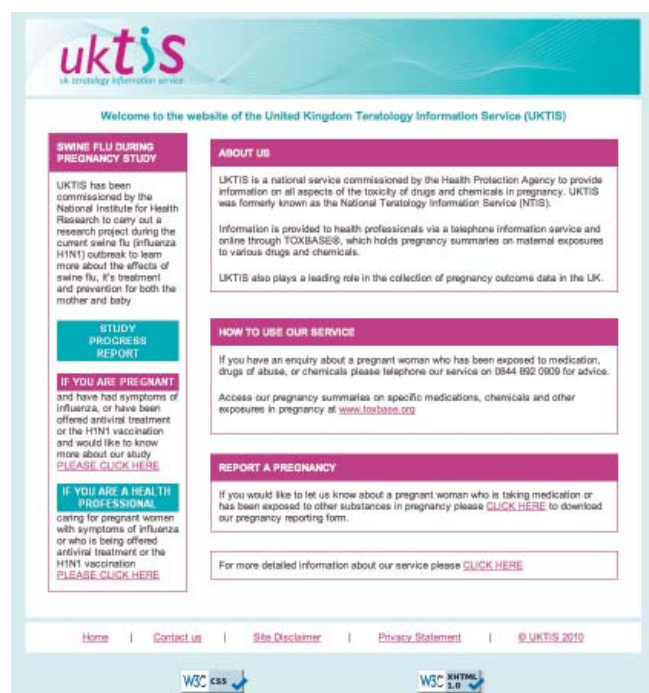 uktis
uk teratology information service
Welcome to the website of the United Kingdom Teratology Information Service (UKTIS)
SWINE FLU DURING
PREGNANCY STUDY
UKTIS has been
commissioned by the
National Institute for Health
Research to carry out a
research project during the
current swine flu (influenza
H1N1) outbreak to learn
more about the effects of
swine flu, it's treatment
and prevention for both the
mother and baby
STUDY
PROGRESS
REPORT
IF YOU ARE PREGNANT
and have had symptoms of
influenza, or have been
offered antiviral treatment
or the H1N1 vaccination
and would like to know
more about our study
PLEASE CLICK HERE
IF YOU ARE A HEALTH
PROFESSIONAL
caring for pregnant women
with symptoms of influenza
or who is being offered
antiviral treatment or the
H1N1 vaccination
PLEASE CLICK HERE
ABOUT US
UKTIS is a national service commissioned by the Health Protection Agency to provide
information on all aspects of the toxicity of drugs and chemicals in pregnancy. UKTIS
was formerly known as the National Teratology Information Service (NTIS).
Information is provided to health professionals via a telephone information service and
online through TOXBASE®, which holds pregnancy summaries on maternal exposures
to various drugs and chemicals.
UKTIS also plays a leading role in the collection of pregnancy outcome data in the UK.
HOW TO USE OUR SERVICE
If you have an enquiry about a pregnant woman who has been exposed to medication,
drugs of abuse, or chemicals please telephone our service on 0844 892 0909 for advice.
Access our pregnancy summaries on specific medications, chemicals and other
exposures in pregnancy at www.toxbase.org
REPORT A PREGNANCY
If you would like to let us know about a pregnant woman who is taking medication or
has been exposed to other substances in pregnancy please CLICK HERE to download
our pregnancy reporting form.
For more detailed information about our service please CLICK HERE
Home | Contact us | Site Disclaimer | Privacy Statement | © UKTIS 2010
W3C css W3C XHTML 1.0